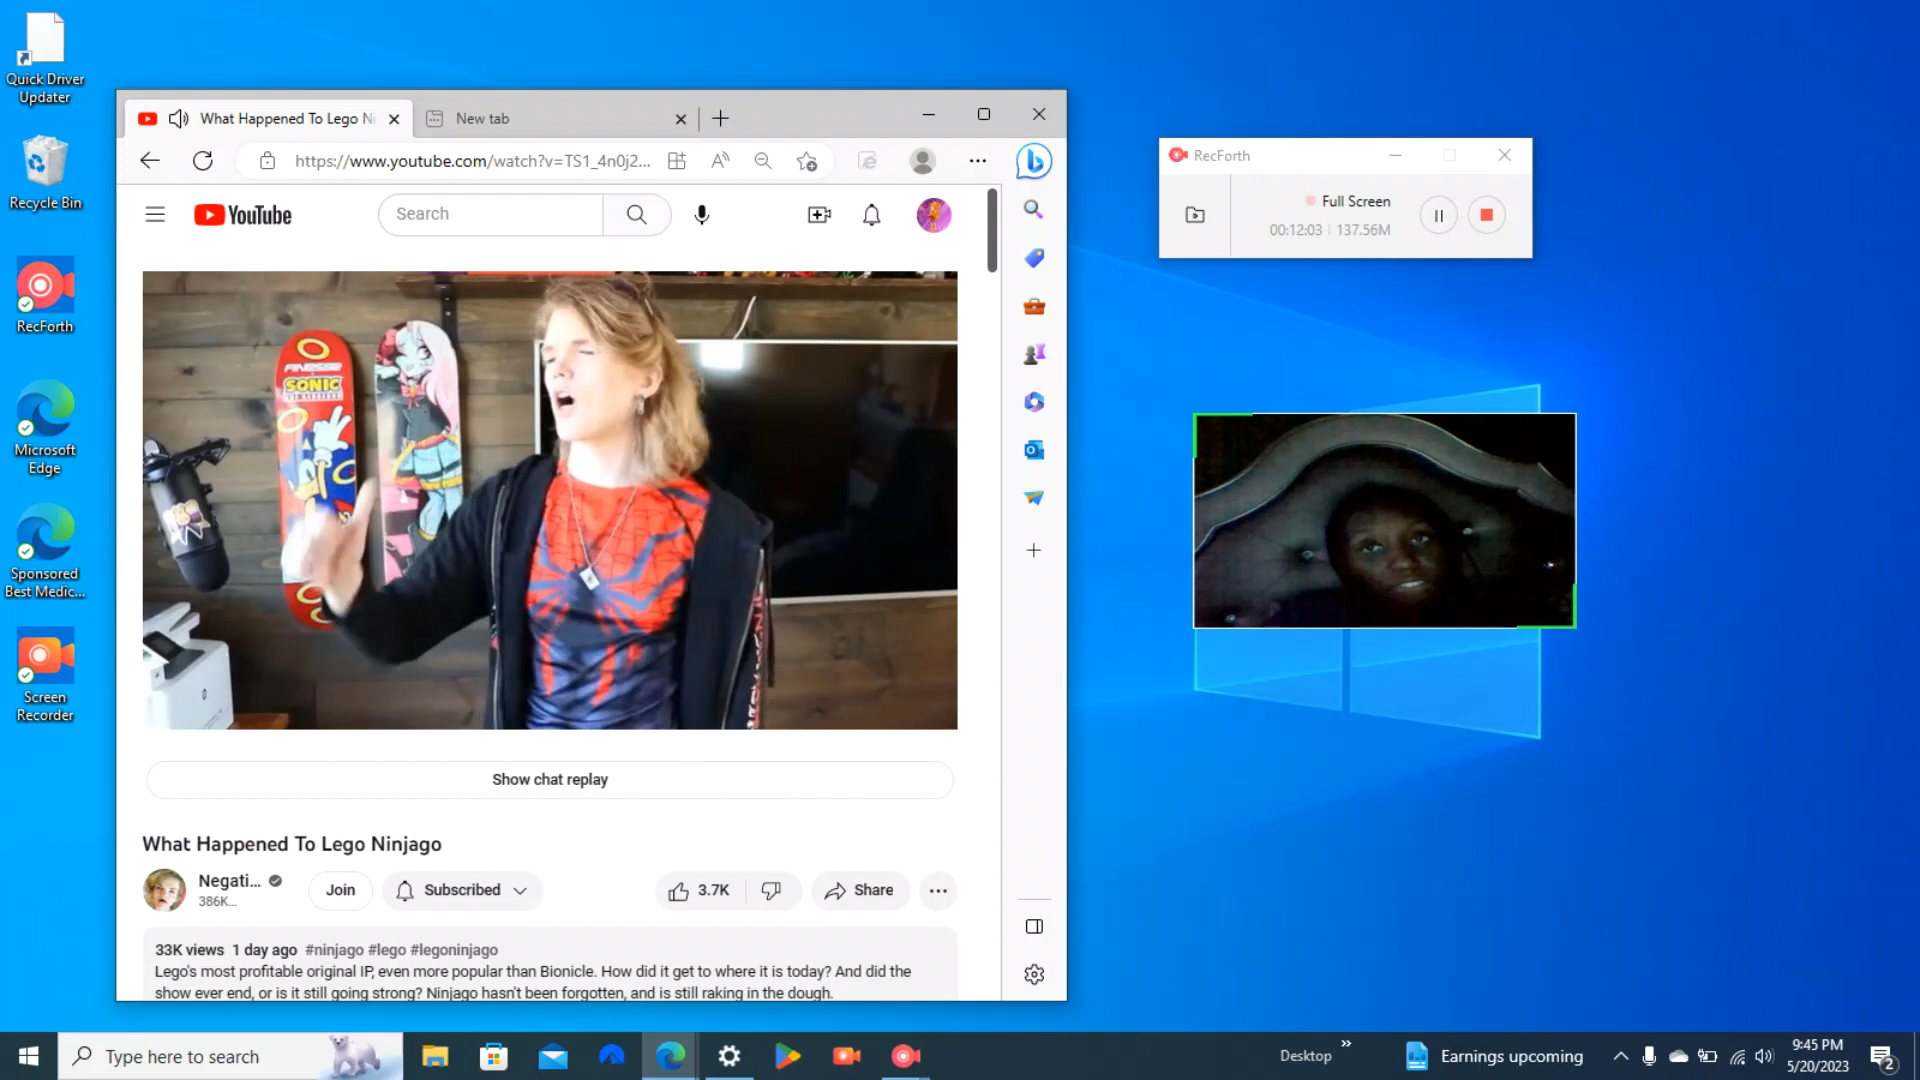 Quick Driver
Updater
Recycle Bin
RecForth
Microsoft
Edge
Sponsored
Best Medic...
Screen
Recorder
What Happened To Lego Ni
New tab
https://www.youtube.com/watch?v=TS1_4n0j2...
YouTube
Search
SONIC
THE HEDGEHOG
Show chat replay
What Happened To Lego Ninjago
Negati...
386K...
Join
Subscribed
3.7K
Share
33K views 1 day ago #ninjago #lego #legoninjago
Lego's most profitable original IP, even more popular than Bionicle. How did it get to where it is today? And did the
show ever end, or is it still going strong? Ninjago hasn't been forgotten, and is still raking in the dough.
RecForth
Full Screen
00:12:03 | 137.56M
Type here to search
Desktop
Earnings upcoming
9:45 PM
5/20/2023
2